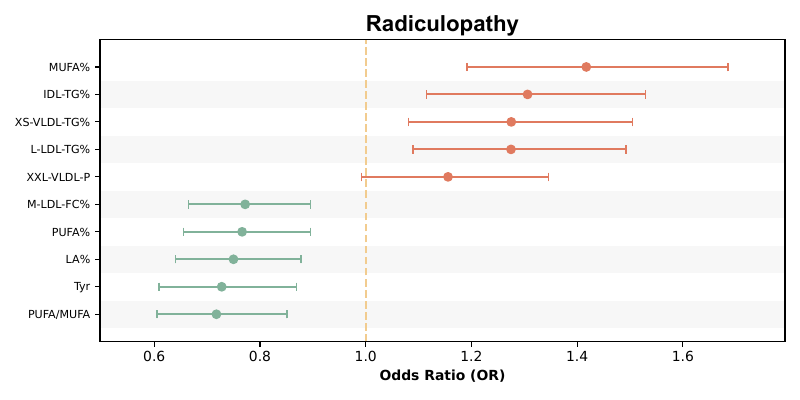 Radiculopathy
MUFA%
IDL-TG%
XS-VLDL-TG%
L-LDL-TG%
XXL-VLDL-P
M-LDL-FC%
PUFA%
LA%
Tyr
PUFA/MUFA
0.6 0.8 1.0 1.2 1.4 1.6
Odds Ratio (OR)